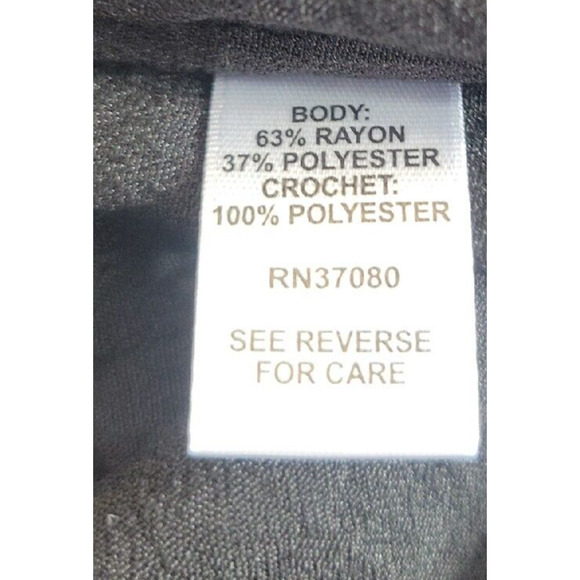 BODY:
63% RAYON
37% POLYESTER
CROCHET:
100% POLYESTER
RN37080
SEE REVERSE
FOR CARE